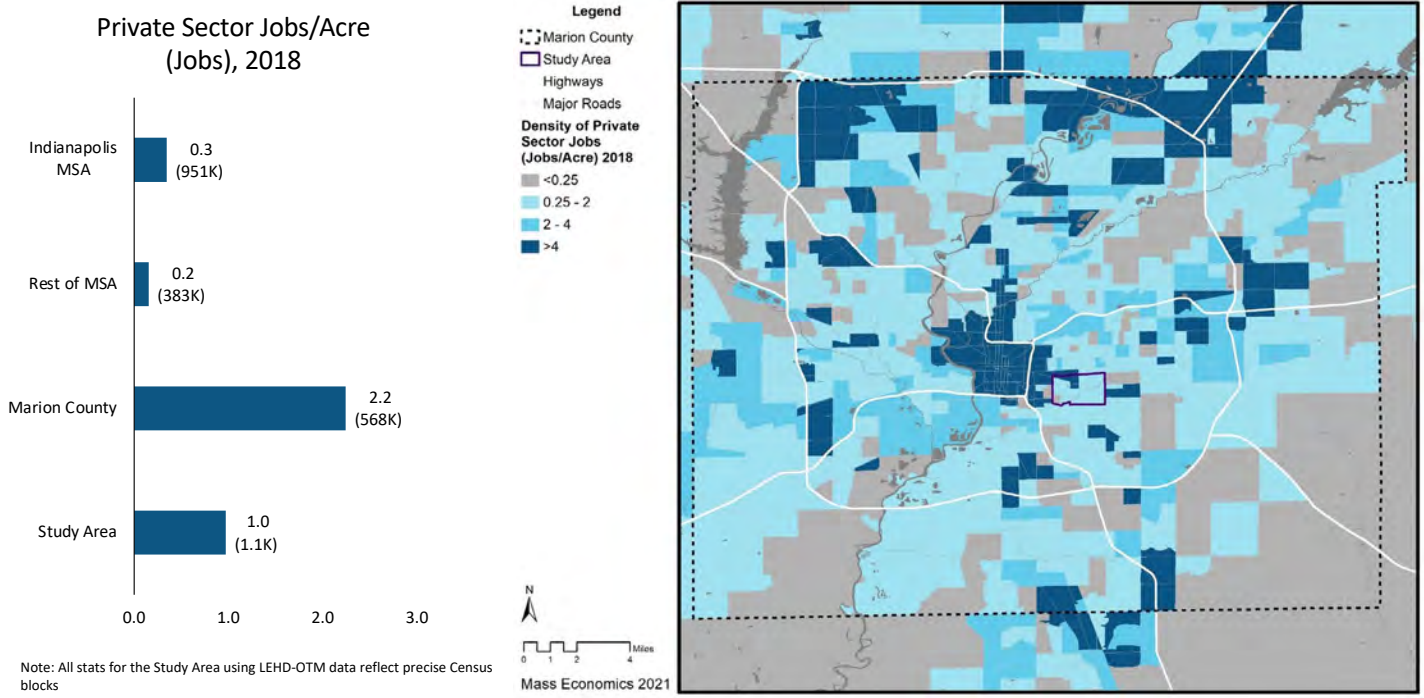 Private Sector Jobs/Acre
(Jobs), 2018
Indianapolis
MSA
0.3
(951K)
Rest of MSA
0.2
(383K)
Marion County
2.2
(568K)
Study Area
1.0
(1.1K)
0.0
1.0
2.0
3.0
Note: All stats for the Study Area using LEHD-OTM data reflect precise Census
blocks
Legend
Marion County
Study Area
Highways
Major Roads
Density of Private
Sector Jobs
(Jobs/Acre) 2018
<0.25
0.25 - 2
2 - 4
>4
N
0 1 2 4 Miles
Mass Economics 2021